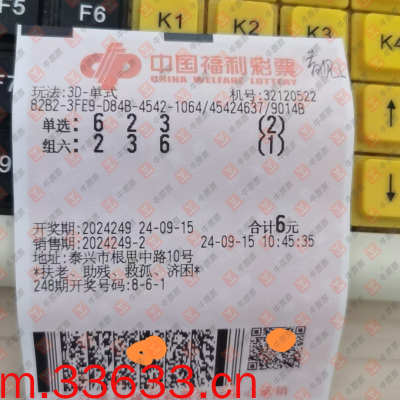 F5
F6
K1
K2
K3
K4
中国福利彩票
CHINA WELFARE LOTTERY
玩法:3D-单式 机号:32120522
82B2-3FE9-D84B-4542-1064/45424637/9014B
单选: 6 2 3 (2)
组六: 2 3 6 (1)
开奖期:2024249 24-09-15 合计6元
销售期:2024249-2 24-09-15 10:45:35
地址:泰兴市根思中路10号
*扶老、助残、救孤、济困*
248期开奖号码:8-6-1
m.33633.cn